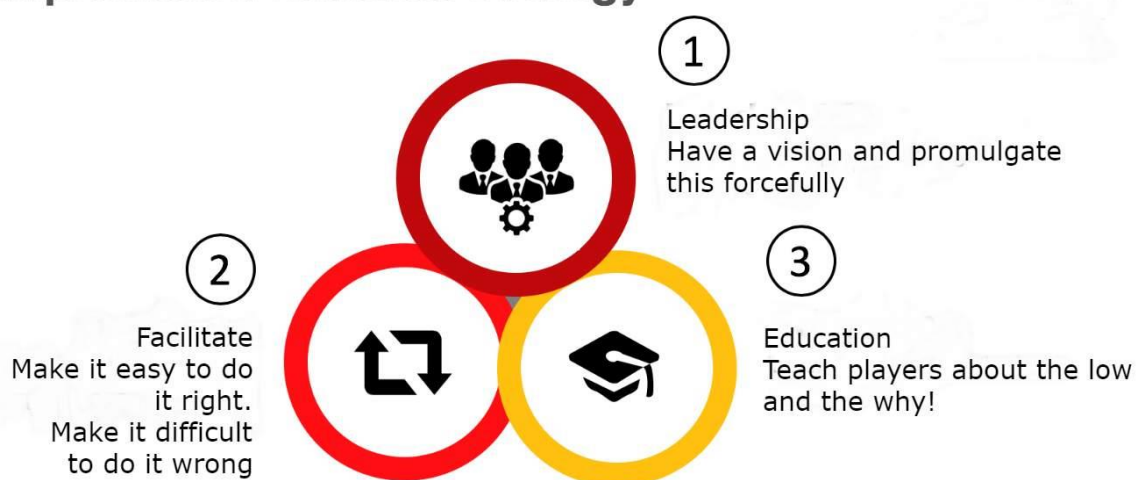 1
Leadership
Have a vision and promulgate
this forcefully
2
Facilitate
Make it easy to do
it right.
Make it difficult
to do it wrong
3
Education
Teach players about the low
and the why!